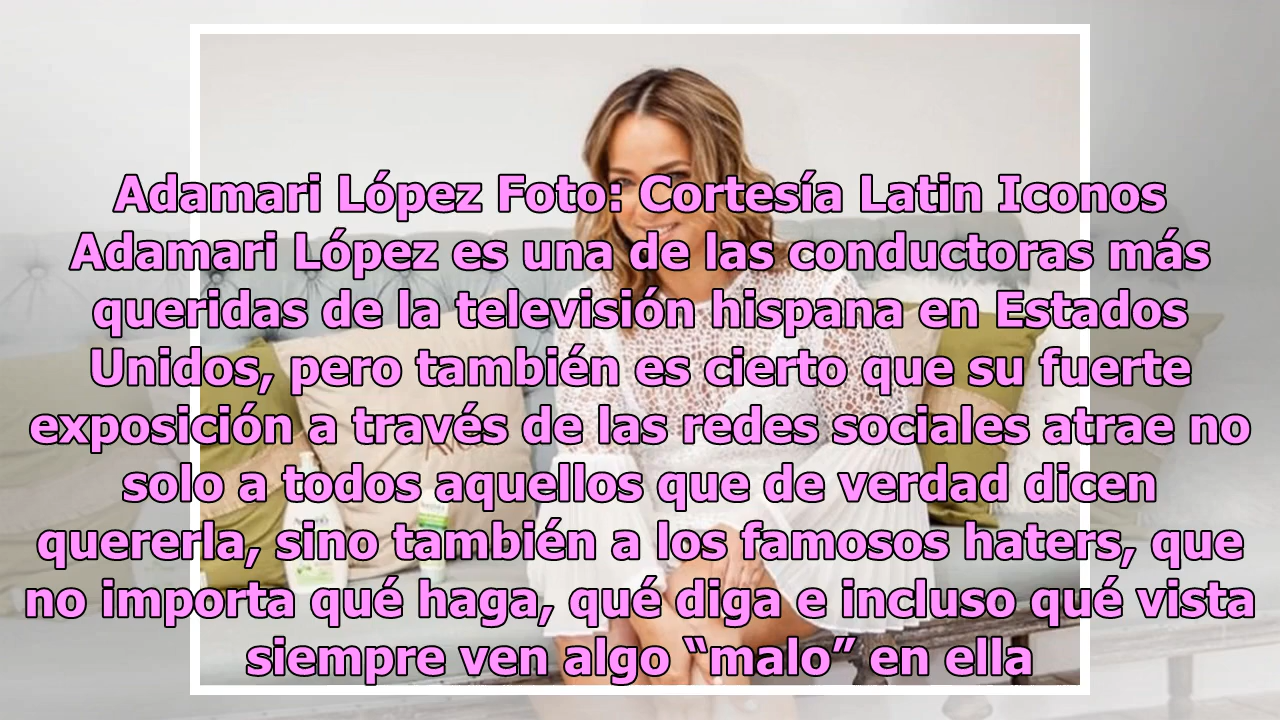 Adamari López Foto: Cortesía Latin Iconos
Adamari López es una de las conductoras más
queridas de la televisión hispana en Estados
Unidos, pero también es cierto que su fuerte
exposición a través de las redes sociales atrae no
solo a todos aquellos que de verdad dicen
quererla, sino también a los famosos haters, que
no importa qué haga, qué diga e incluso qué vista
siempre ven algo “malo” en ella